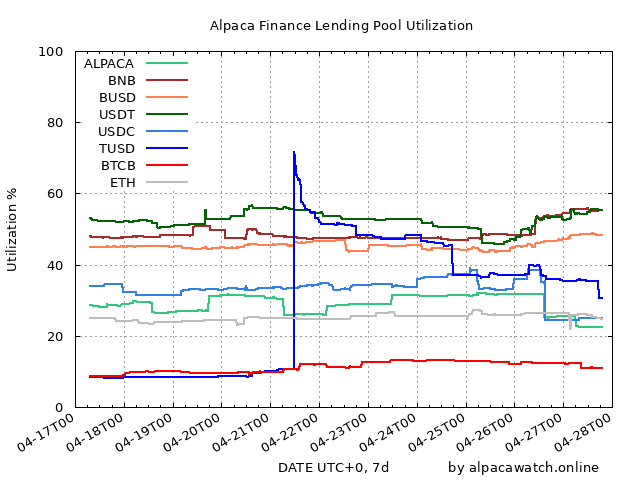 Alpaca Finance Lending Pool Utilization
100
80
60
40
20
0
Utilization %
ALPACA
BNB
BUSD
USDT
USDC
TUSD
BTCB
ETH
04-17T00
04-18T00
04-19T00
04-20T00
04-21T00
04-22T00
04-23T00
04-24T00
04-25T00
04-26T00
04-27T00
04-28T00
DATE UTC+0, 7d
by alpacawatch.online